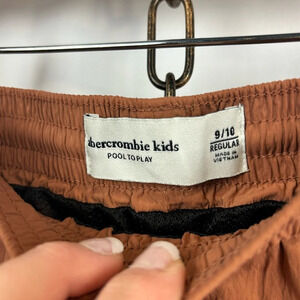 abercrombie kids
POOL TO PLAY
9/10
REGULAR
MADE IN
VIETNAM